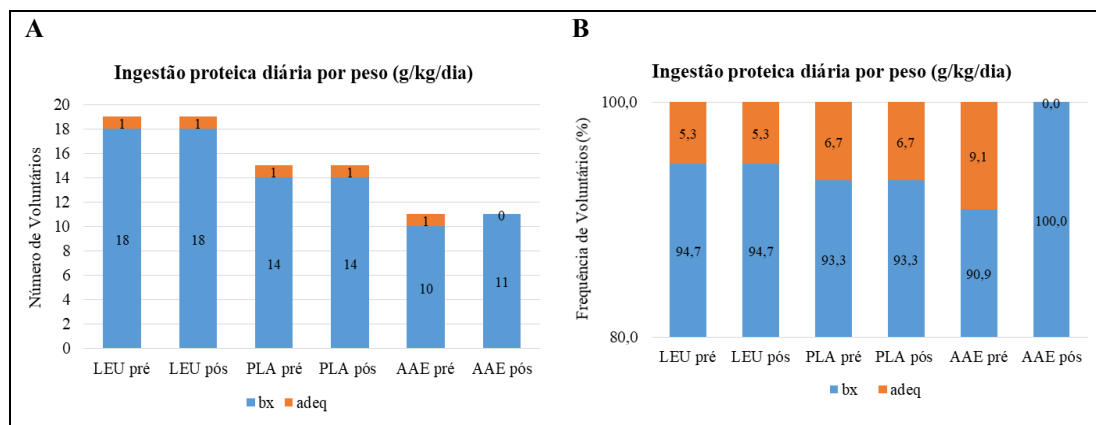 A
Ingestão proteica diária por peso (g/kg/dia)
Número de Voluntários
20
18
16
14
12
10
8
6
4
2
0
1
1
1
1
1
0
18
18
14
14
10
11
LEU pré
LEU pós
PLA pré
PLA pós
AAE pré
AAE pós
bx
adeq
B
Ingestão proteica diária por peso (g/kg/dia)
Frequência de Voluntários (%)
100,0
80,0
5,3
5,3
6,7
6,7
9,1
0,0
94,7
94,7
93,3
93,3
90,9
100,0
LEU pré
LEU pós
PLA pré
PLA pós
AAE pré
AAE pós
bx
adeq